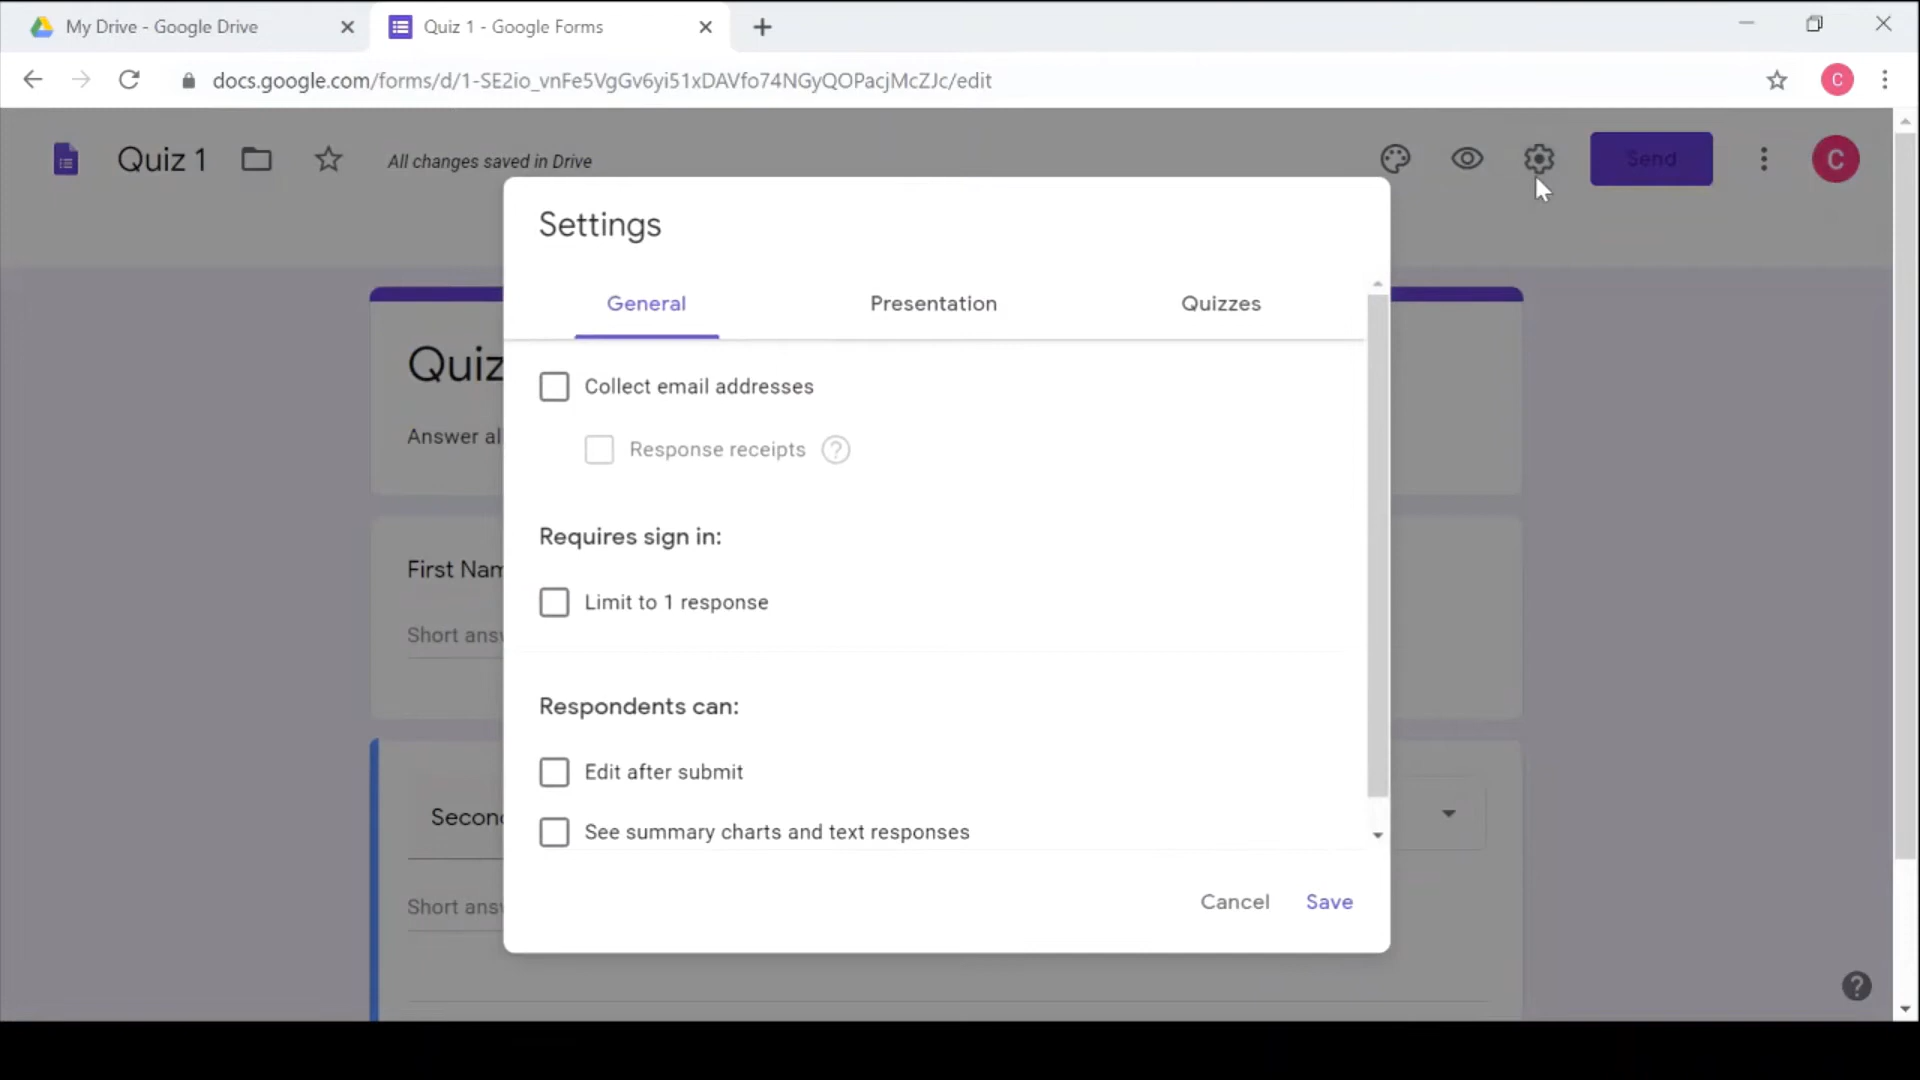 My Drive - Google Drive
Quiz 1 - Google Forms
docs.google.com/forms/d/1-SE2io_vnFe5VgGv6yi51xDAVfo74NGyQOPacjMcZJc/edit
C
Quiz 1
All changes saved in Drive
Send
C
Settings
General
Presentation
Quizzes
Quiz
Collect email addresses
Answer al
Response receipts ?
Requires sign in:
First Nam
Limit to 1 response
Short ansv
Respondents can:
Edit after submit
Second
See summary charts and text responses
Short ansv
Cancel
Save
?